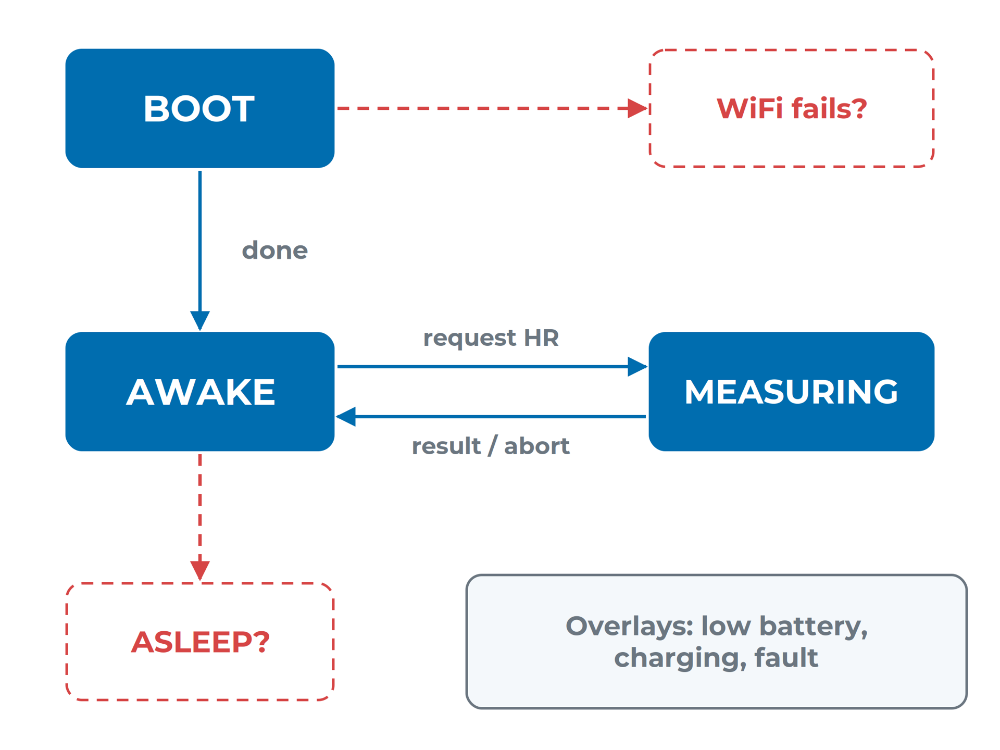 BOOT
WiFi fails?
done
request HR
AWAKE
MEASURING
result / abort
ASLEEP?
Overlays: low battery,
charging, fault